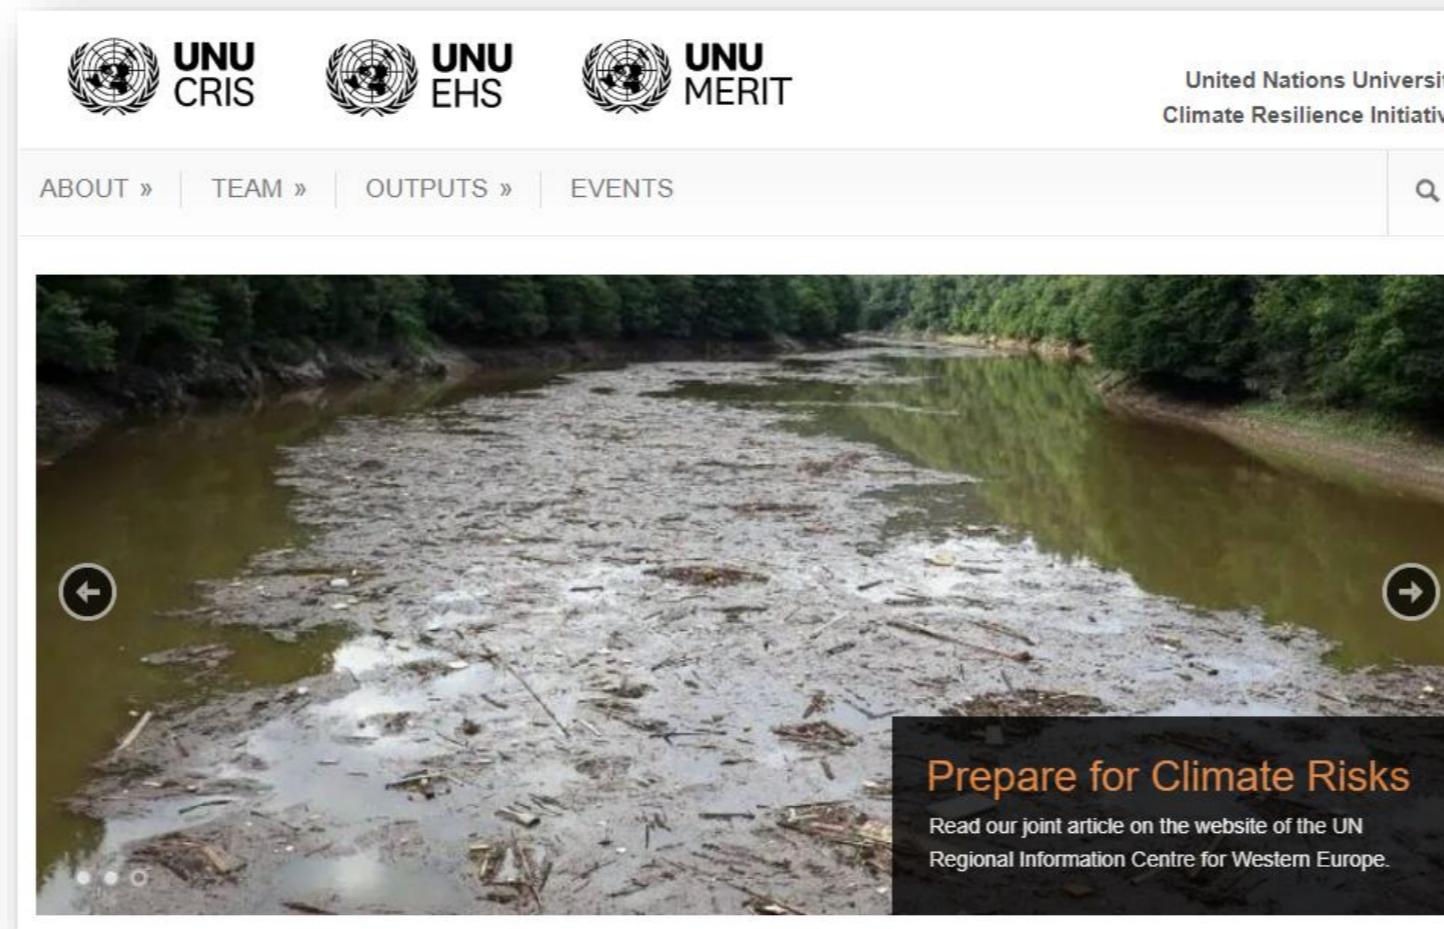 UNU
CRIS
UNU
EHS
UNU
MERIT
United Nations Universit
Climate Resilience Initiativ
ABOUT »
TEAM »
OUTPUTS »
EVENTS
Prepare for Climate Risks
Read our joint article on the website of the UN
Regional Information Centre for Western Europe.